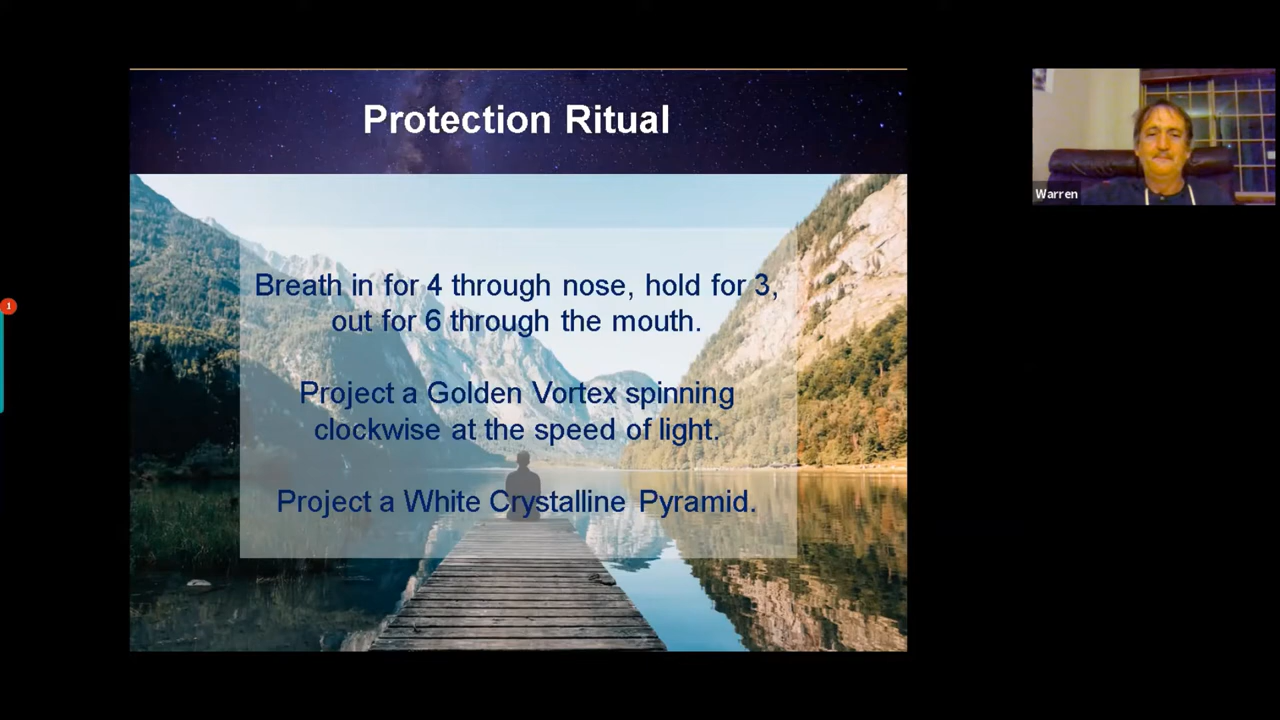 Protection Ritual
Breath in for 4 through nose, hold for 3,
out for 6 through the mouth.
Project a Golden Vortex spinning
clockwise at the speed of light.
Project a White Crystalline Pyramid.
Warren
1